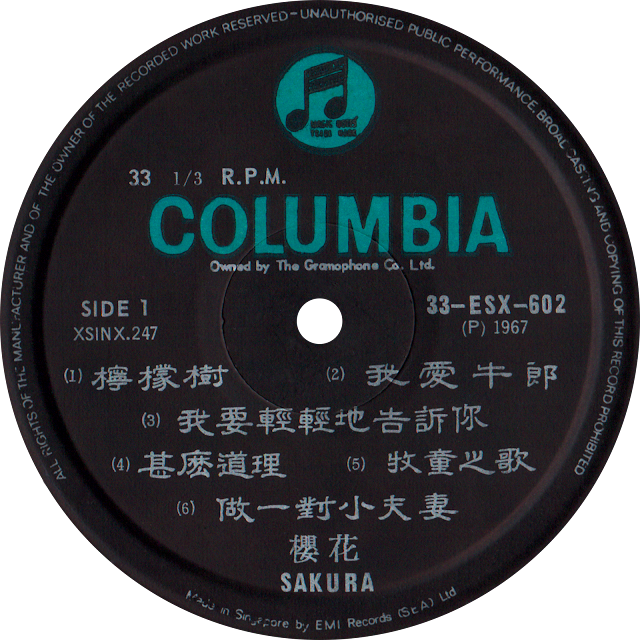 ALL RIGHTS OF THE MANUFACTURER AND OF THE OWNER OF THE RECORDED WORK RESERVED—UNAUTHORISED PUBLIC PERFORMANCE, BROADCASTING AND COPYING OF THIS RECORD PROHIBITED
33 1/3 R.P.M.
COLUMBIA
Owned by The Gramophone Co. Ltd.
SIDE 1 33-ESX-602
XSINX.247 (P) 1967
(1) 檸檬樹 (2) 我愛牛郎
(3) 我要輕輕地告訴你
(4) 甚麽道理 (5) 牧童之歌
(6) 做一對小夫妻
櫻花
SAKURA
Made in Singapore by EMI Records (SEA) Ltd